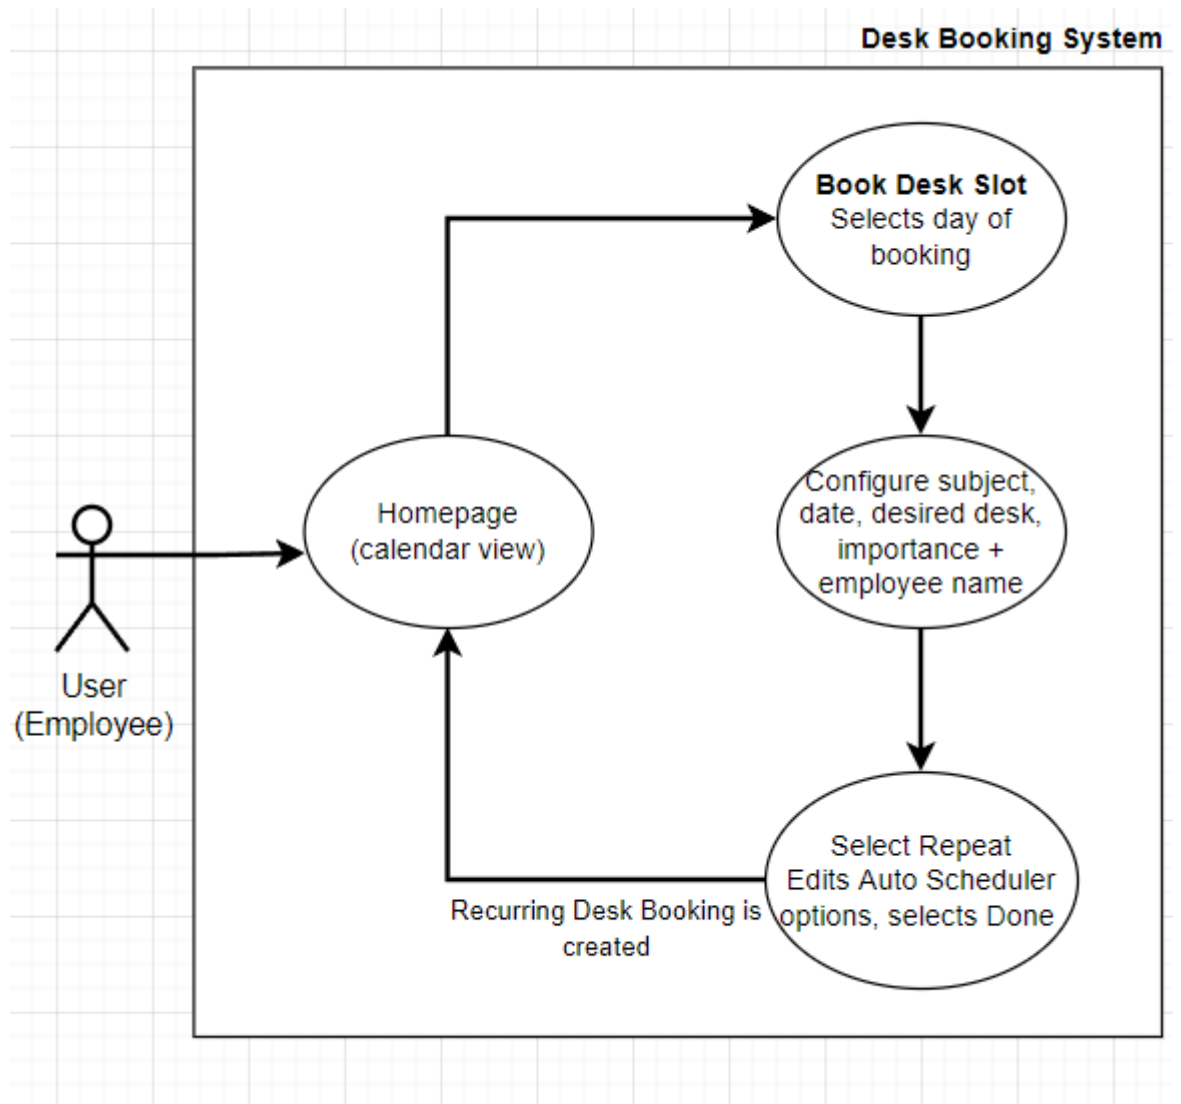 Desk Booking System
Book Desk Slot
Selects day of
booking
Homepage
(calendar view)
Configure subject,
date, desired desk,
importance +
employee name
User
(Employee)
Select Repeat
Edits Auto Scheduler
options, selects Done
Recurring Desk Booking is
created